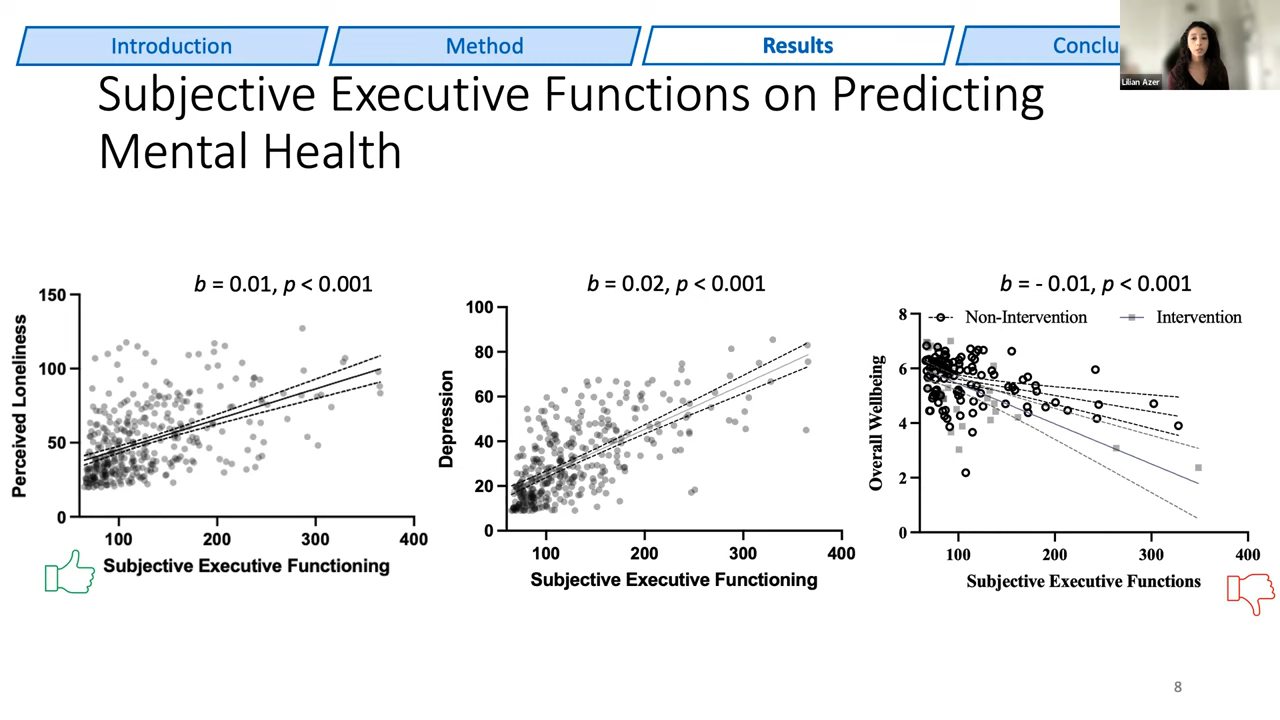 Introduction
Method
Results
Conclu
Lilian Azer
Subjective Executive Functions on Predicting
Mental Health
b = 0.01, p < 0.001
150
100
50
0
Perceived Loneliness
100 200 300 400
Subjective Executive Functioning
b = 0.02, p < 0.001
100
80
60
40
20
0
Depression
100 200 300 400
Subjective Executive Functioning
b = - 0.01, p < 0.001
Non-Intervention Intervention
8
6
4
2
0
Overall Wellbeing
100 200 300 400
Subjective Executive Functions
8